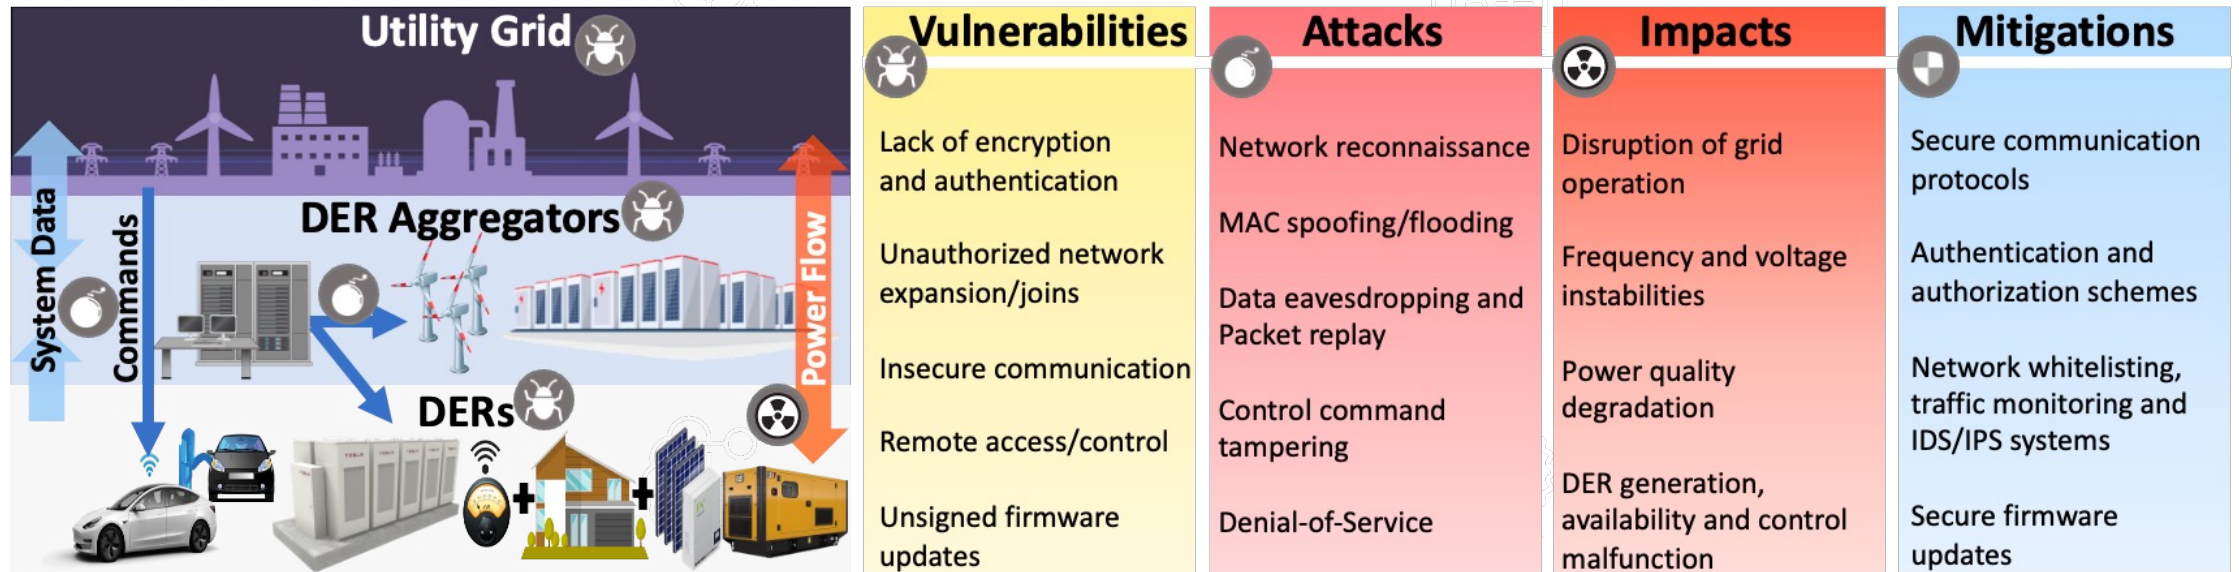 Utility Grid
System Data
Commands
DER Aggregators
Power Flow
DERs
Vulnerabilities
Lack of encryption
and authentication
Unauthorized network
expansion/joins
Insecure communication
Remote access/control
Unsigned firmware
updates
Attacks
Network reconnaissance
MAC spoofing/flooding
Data eavesdropping and
Packet replay
Control command
tampering
Denial-of-Service
Impacts
Disruption of grid
operation
Frequency and voltage
instabilities
Power quality
degradation
DER generation,
availability and control
malfunction
Mitigations
Secure communication
protocols
Authentication and
authorization schemes
Network whitelisting,
traffic monitoring and
IDS/IPS systems
Secure firmware
updates